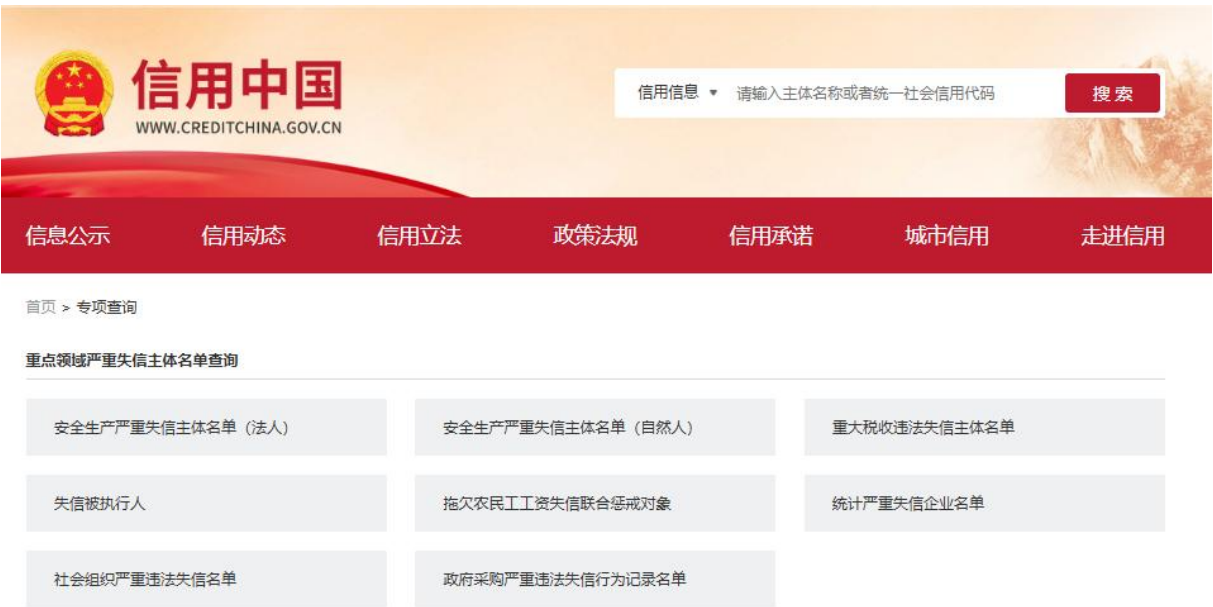 信用中国
WWW.CREDITCHINA.GOV.CN
信用信息 ▼ 请输入主体名称或者统一社会信用代码 搜索
信息公示 信用动态 信用立法 政策法规 信用承诺 城市信用 走进信用
首页 > 专项查询
重点领域严重失信主体名单查询
安全生产严重失信主体名单（法人） 安全生产严重失信主体名单（自然人） 重大税收违法失信主体名单
失信被执行人 拖欠农民工工资失信联合惩戒对象 统计严重失信企业名单
社会组织严重违法失信名单 政府采购严重违法失信行为记录名单